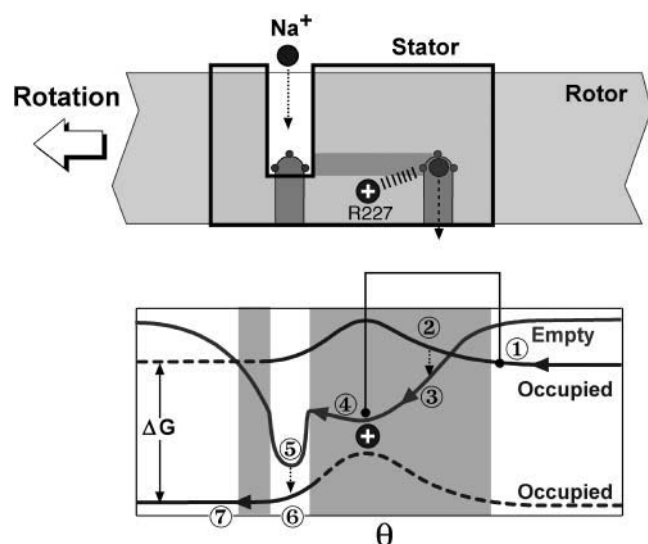 Na+
Stator
Rotation
Rotor
+
R227
②
①
Empty
Occupied
③
④
+
ΔG
⑤
Occupied
⑦
⑥
θ